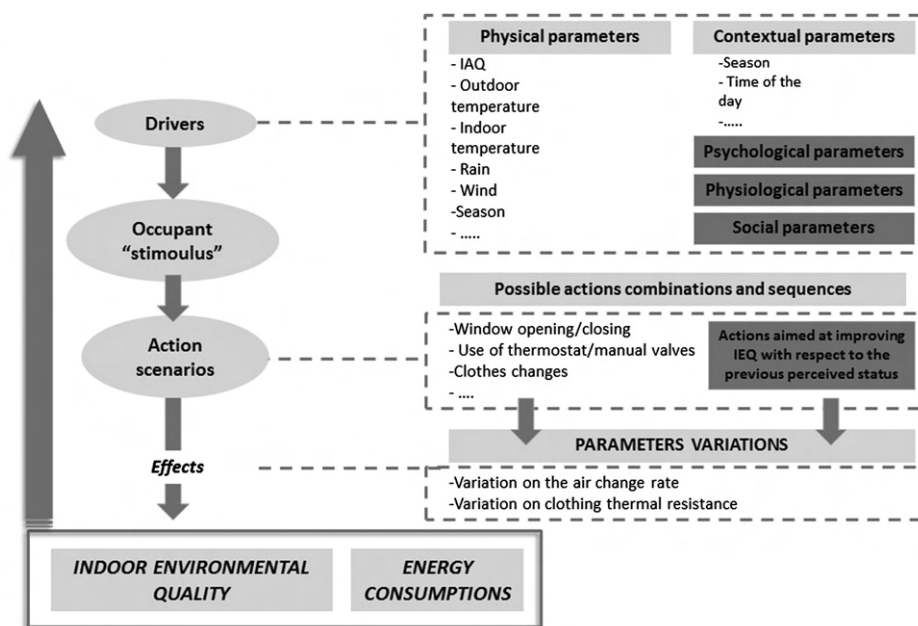 Physical parameters
- IAQ
- Outdoor
temperature
- Indoor
temperature
- Rain
- Wind
-Season
- .....
Contextual parameters
-Season
- Time of the
day
-.....
Psychological parameters
Physiological parameters
Social parameters
Drivers
Occupant
"stimoulus"
Action
scenarios
Effects
Possible actions combinations and sequences
-Window opening/closing
- Use of thermostat/manual valves
-Clothes changes
- ....
Actions aimed at improving
IEQ with respect to the
previous perceived status
PARAMETERS VARIATIONS
-Variation on the air change rate
-Variation on clothing thermal resistance
INDOOR ENVIRONMENTAL
QUALITY
ENERGY
CONSUMPTIONS